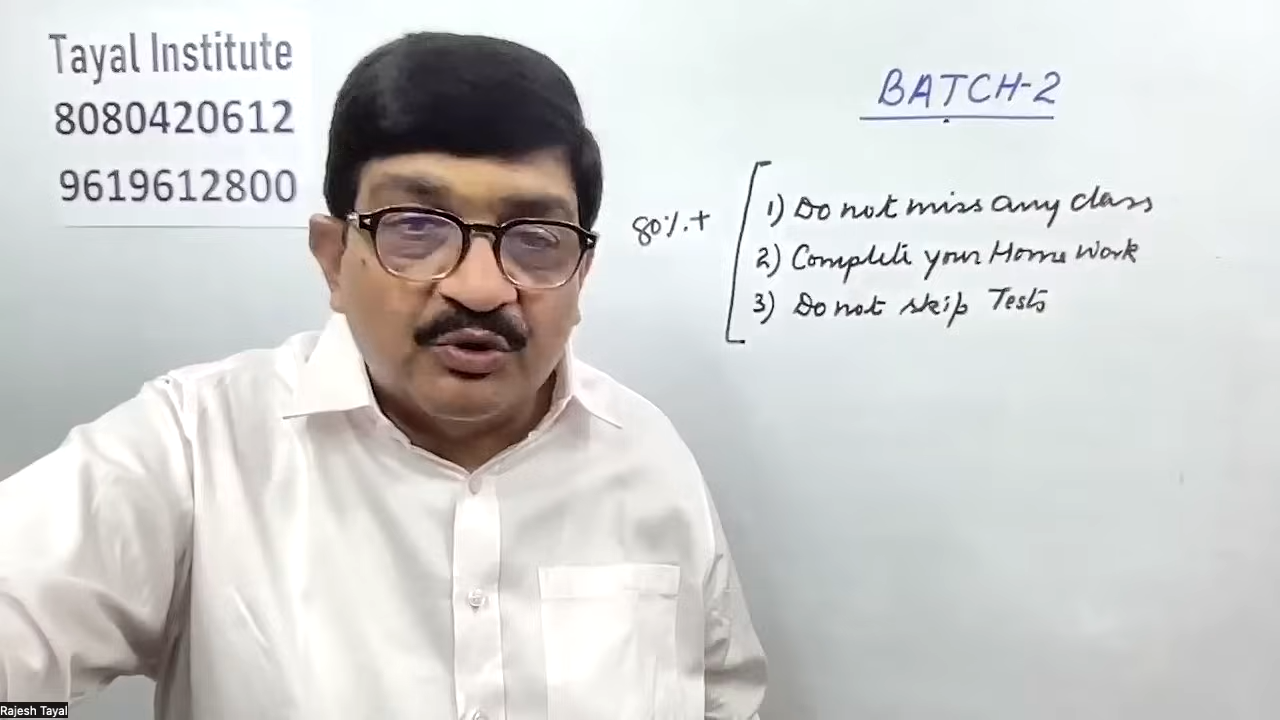 Tayal Institute
8080420612
9619612800
BATCH-2
80%+
1) Do not miss any class
2) Complete your Home Work
3) Do not skip Tests
Rajesh Tayal